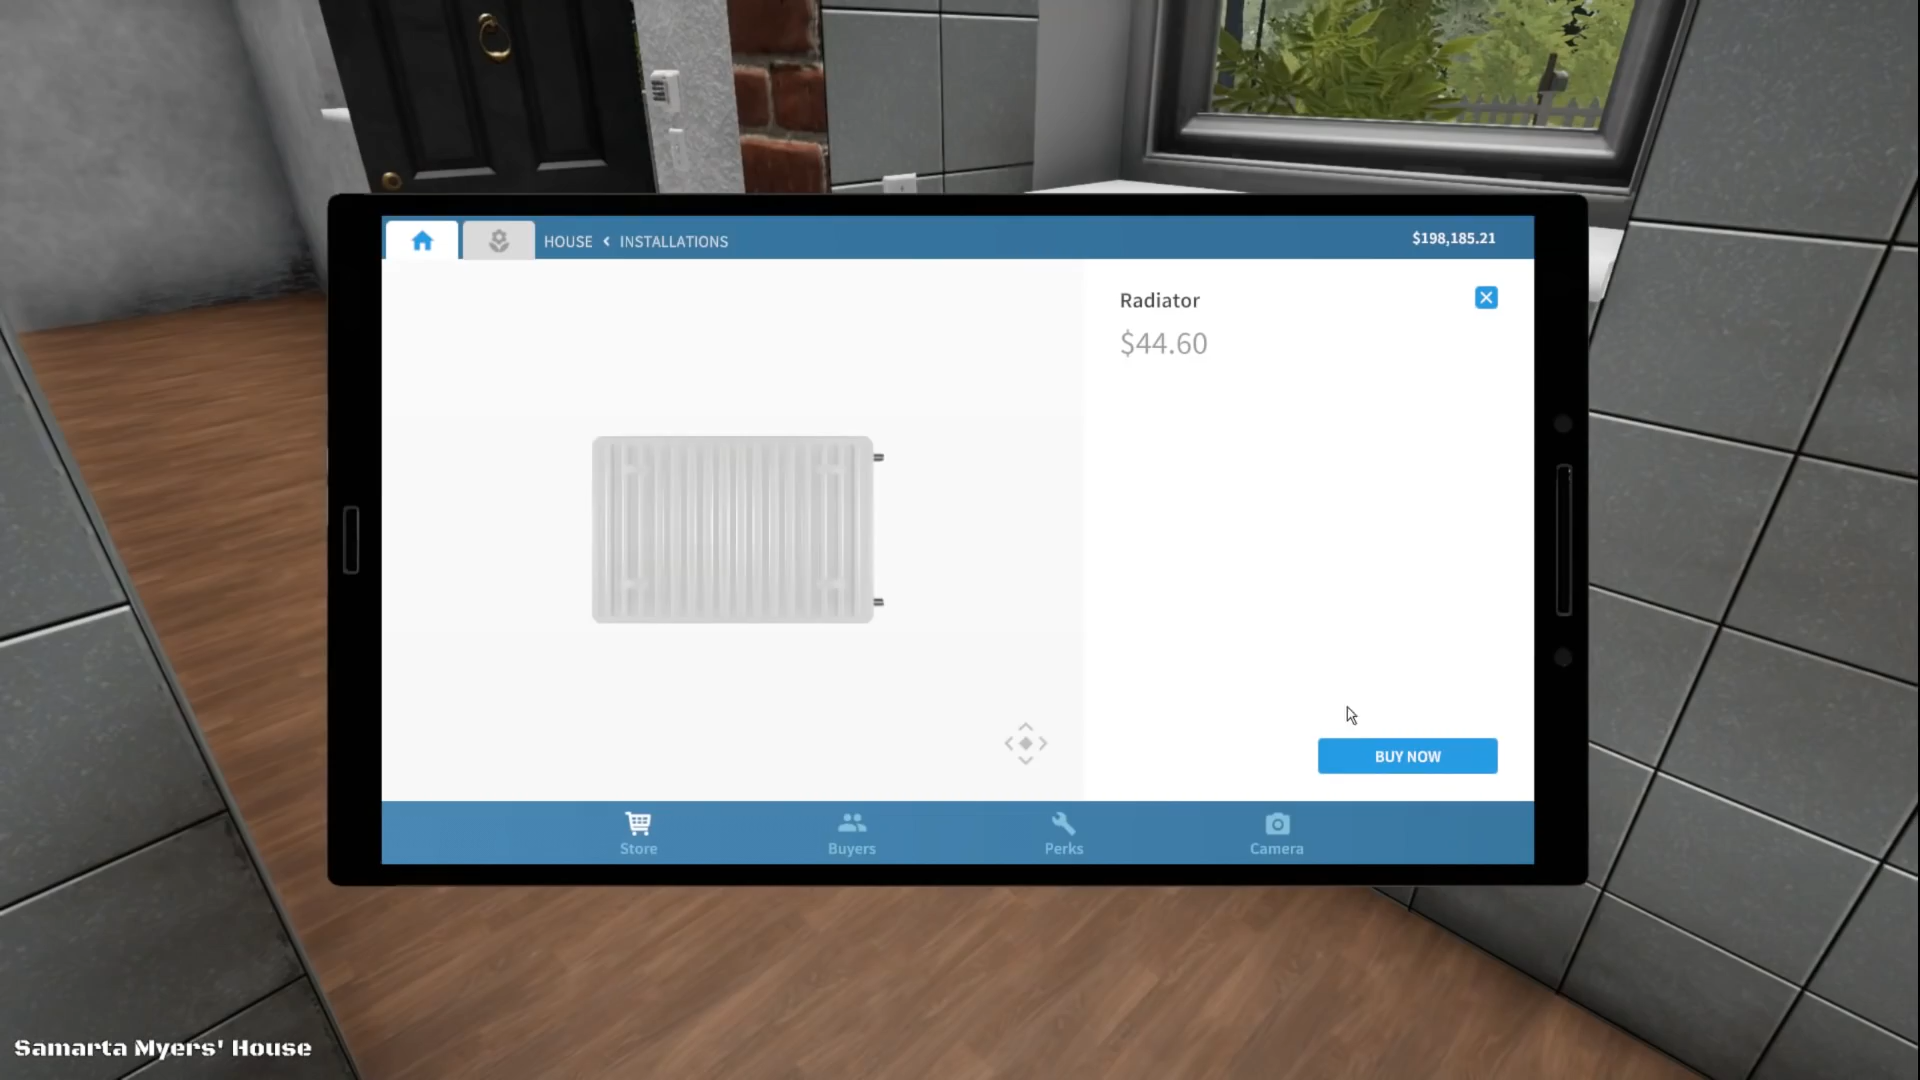 HOUSE < INSTALLATIONS
$198,185.21
Radiator
$44.60
BUY NOW
Store
Buyers
Perks
Camera
Samarta Myers' House